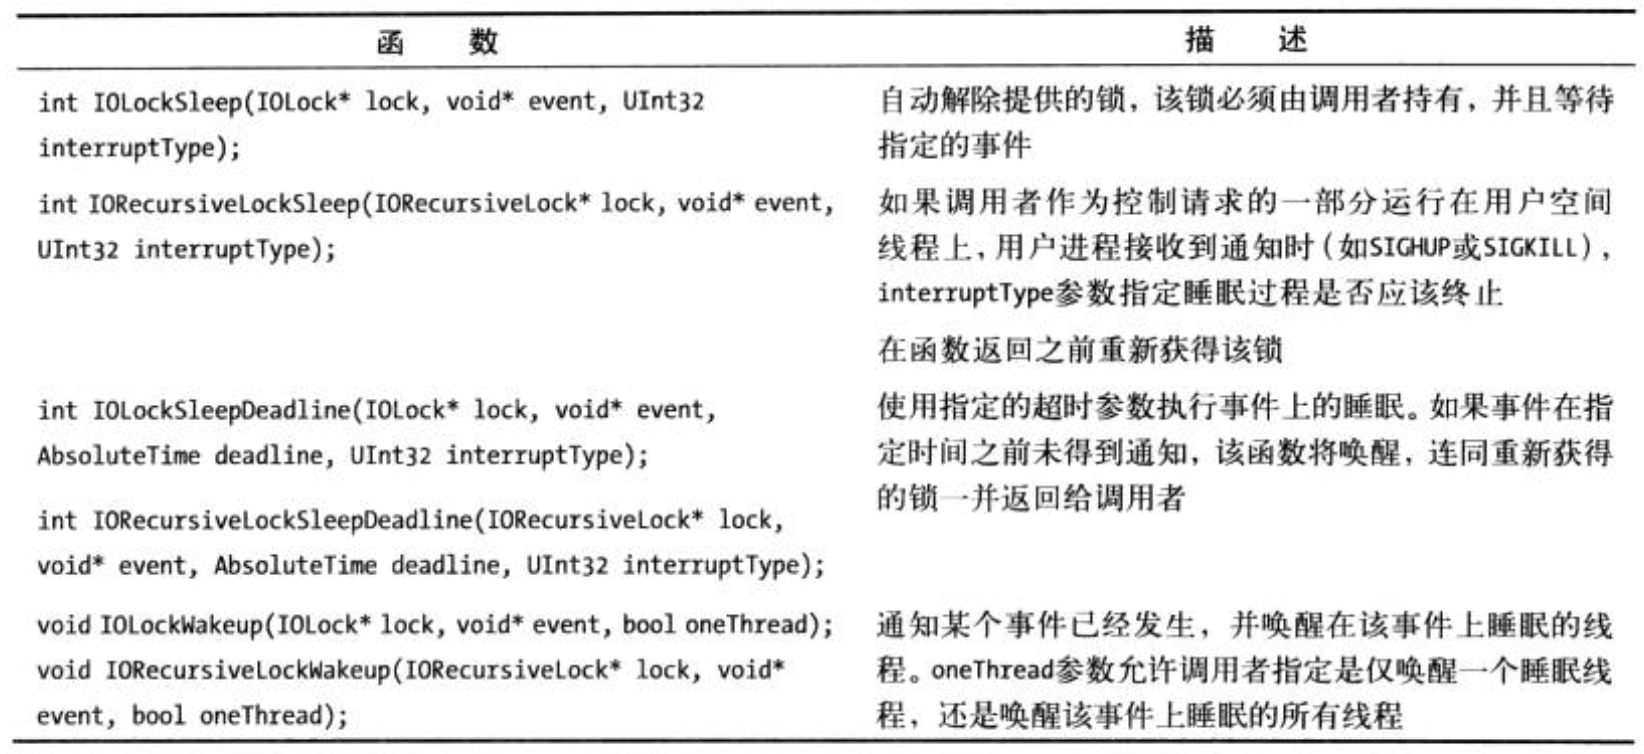 函 数
描 述
int IOLockSleep(IOLock* lock, void* event, UInt32
interruptType);
自动解除提供的锁，该锁必须由调用者持有，并且等待
指定的事件
int IORecursiveLockSleep(IORecursiveLock* lock, void* event,
UInt32 interruptType);
如果调用者作为控制请求的一部分运行在用户空间
线程上，用户进程接收到通知时（如SIGHUP或SIGKILL），
interruptType参数指定睡眠过程是否应该终止
在函数返回之前重新获得该锁
int IOLockSleepDeadline(IOLock* lock, void* event,
AbsoluteTime deadline, UInt32 interruptType);
int IORecursiveLockSleepDeadline(IORecursiveLock* lock,
void* event, AbsoluteTime deadline, UInt32 interruptType);
使用指定的超时参数执行事件上的睡眠。如果事件在指
定时间之前未得到通知，该函数将唤醒，连同重新获得
的锁一并返回给调用者
void IOLockWakeup(IOLock* lock, void* event, bool oneThread);
void IORecursiveLockWakeup(IORecursiveLock* lock, void*
event, bool oneThread);
通知某个事件已经发生，并唤醒在该事件上睡眠的线
程。oneThread参数允许调用者指定是仅唤醒一个睡眠线
程，还是唤醒该事件上睡眠的所有线程